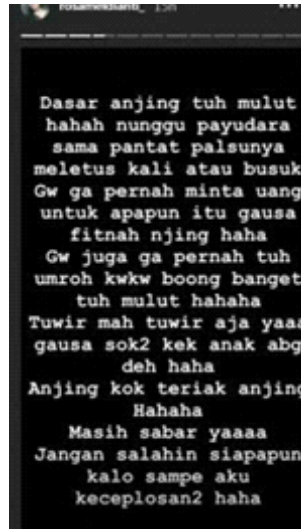 15h
Dasar anjing tuh mulut
hahah nunggu payudara
sama pantat palsunya
meletus kali atau busuk
Gw ga pernah minta uang
untuk apapun itu gausa
fitnah njing haha
Gw juga ga pernah tuh
umroh kwkw boong banget
tuh mulut hahaha
Tuwir mah tuwir aja yaaa
gausa sok2 kek anak abg
deh haha
Anjing kok teriak anjing
Hahaha
Masih sabar yaaaa
Jangan salahin siapapun
kalo sampe aku
keceplosan2 haha